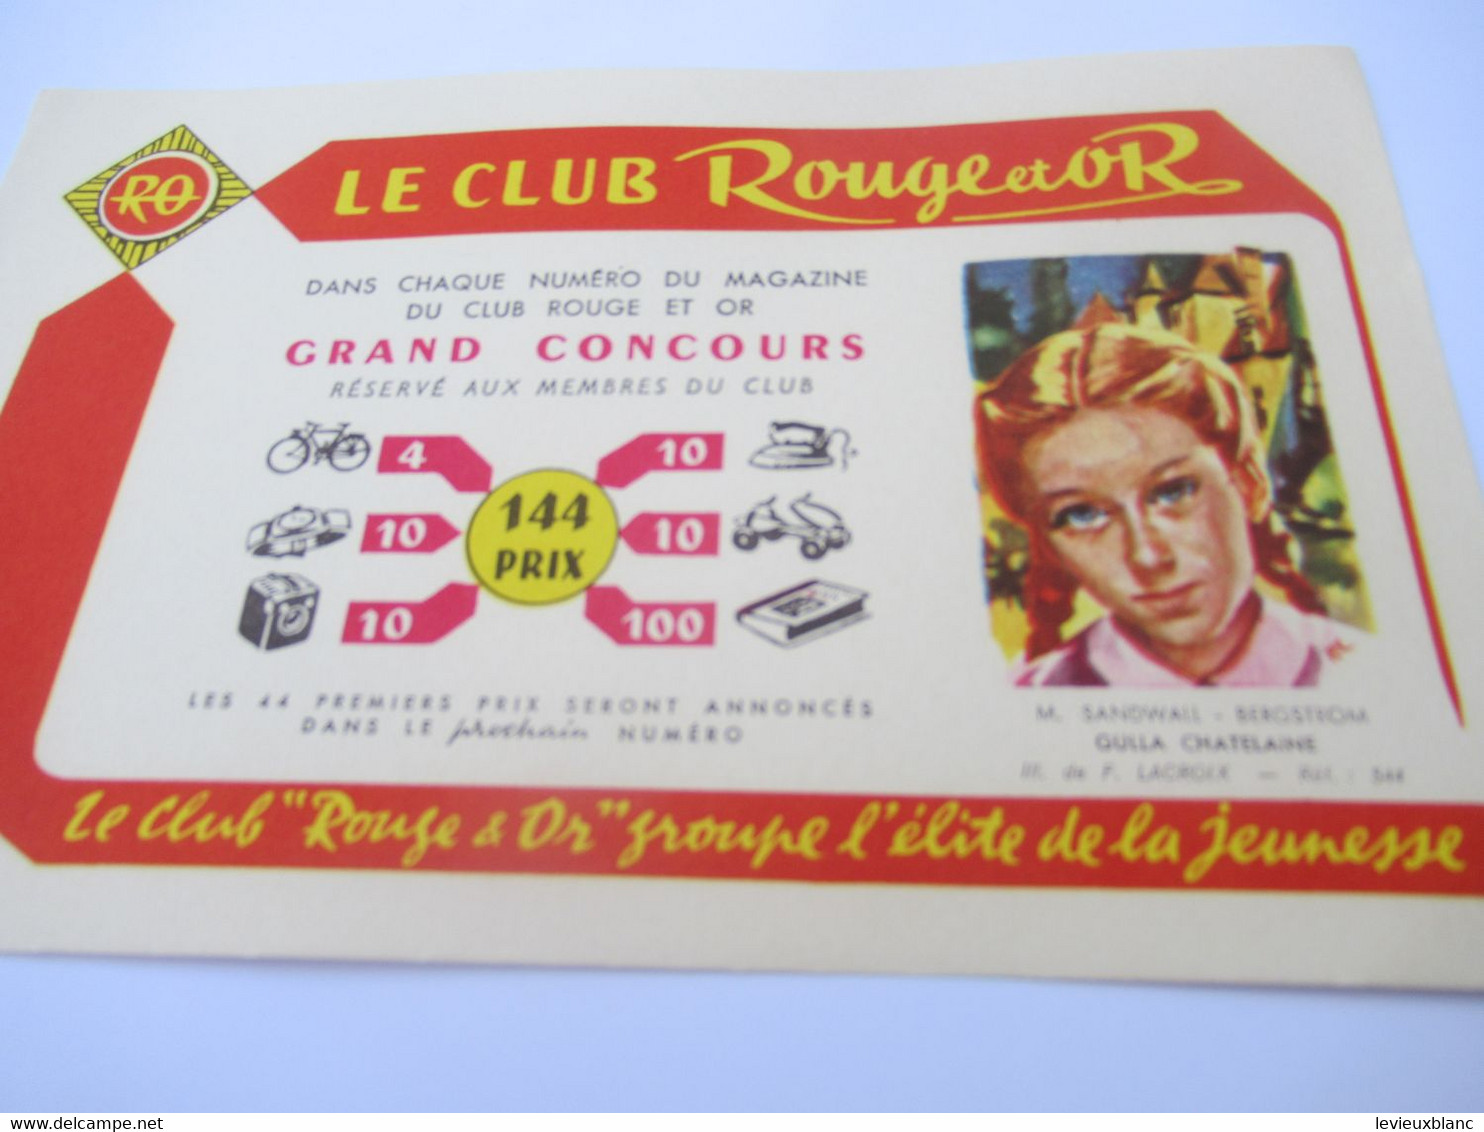 RO
LE CLUB Rouge et OR
DANS CHAQUE NUMÉRO DU MAGAZINE
DU CLUB ROUGE ET OR
GRAND CONCOURS
RÉSERVÉ AUX MEMBRES DU CLUB
4
10
10
144
PRIX
10
10
100
LES 44 PREMIERS PRIX SERONT ANNONCÉS
DANS LE prochain NUMÉRO
M. SANDWALL - BERGSTROM
GULLA CHATELAINE
Ill. de F. LACROIX — Réf. : 544
Le Club "Rouge & Or" groupe l'élite de la jeunesse
www.delcampe.net
levieuxblanc